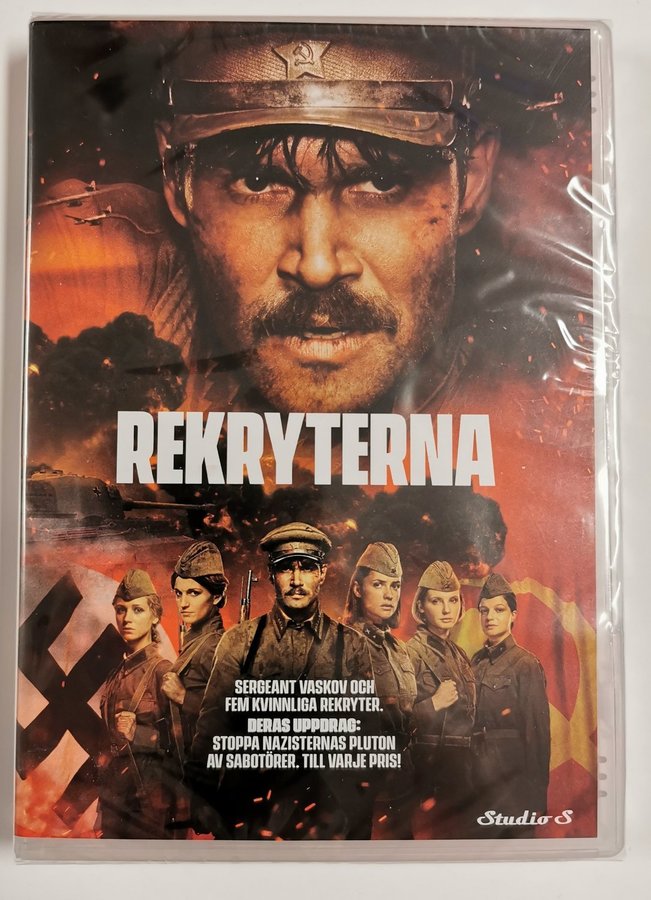 REKRYTERNA
SERGEANT VASKOV OCH
FEM KVINNLIGA REKRYTER.
DERAS UPPDRAG:
STOPPA NAZISTERNAS PLUTON
AV SABOTÖRER. TILL VARJE PRIS!
Studio S